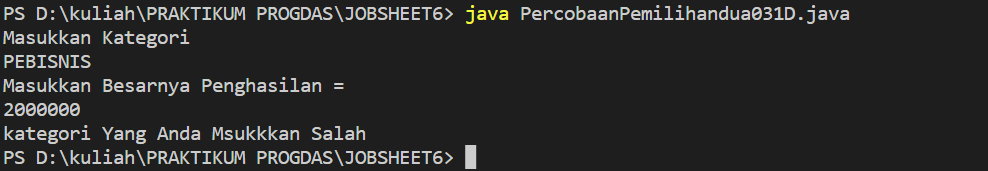 PS D:\kuliah\PRAKTIKUM PROGDAS\JOBSHEET6> java PercobaanPemilihandua031D.java
Masukkan Kategori
PEBISNIS
Masukkan Besarnya Penghasilan =
2000000
kategori Yang Anda Msukkkan Salah
PS D:\kuliah\PRAKTIKUM PROGDAS\JOBSHEET6>